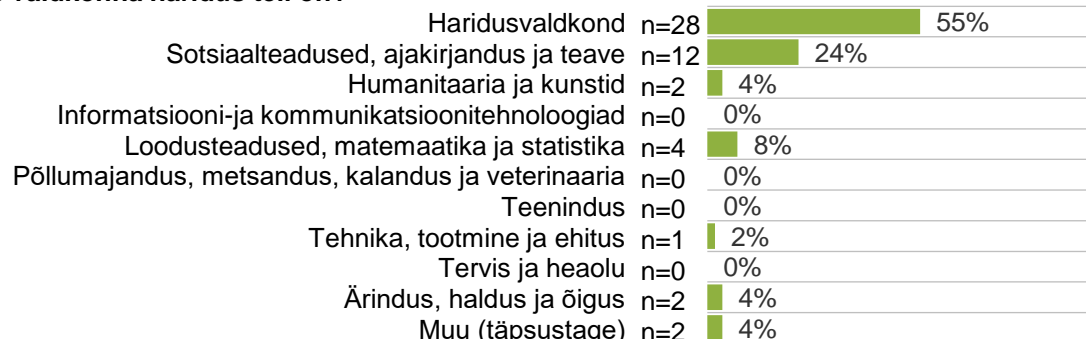 Haridusvaldkond n=28 55%
Sotsiaalteadused, ajakirjandus ja teave n=12 24%
Humanitaaria ja kunstid n=2 4%
Informatsiooni-ja kommunikatsioonitehnoloogiad n=0 0%
Loodusteadused, matemaatika ja statistika n=4 8%
Põllumajandus, metsandus, kalandus ja veterinaaria n=0 0%
Teenindus n=0 0%
Tehnika, tootmine ja ehitus n=1 2%
Tervis ja heaolu n=0 0%
Ärindus, haldus ja õigus n=2 4%
Muu (täpsustage) n=2 4%